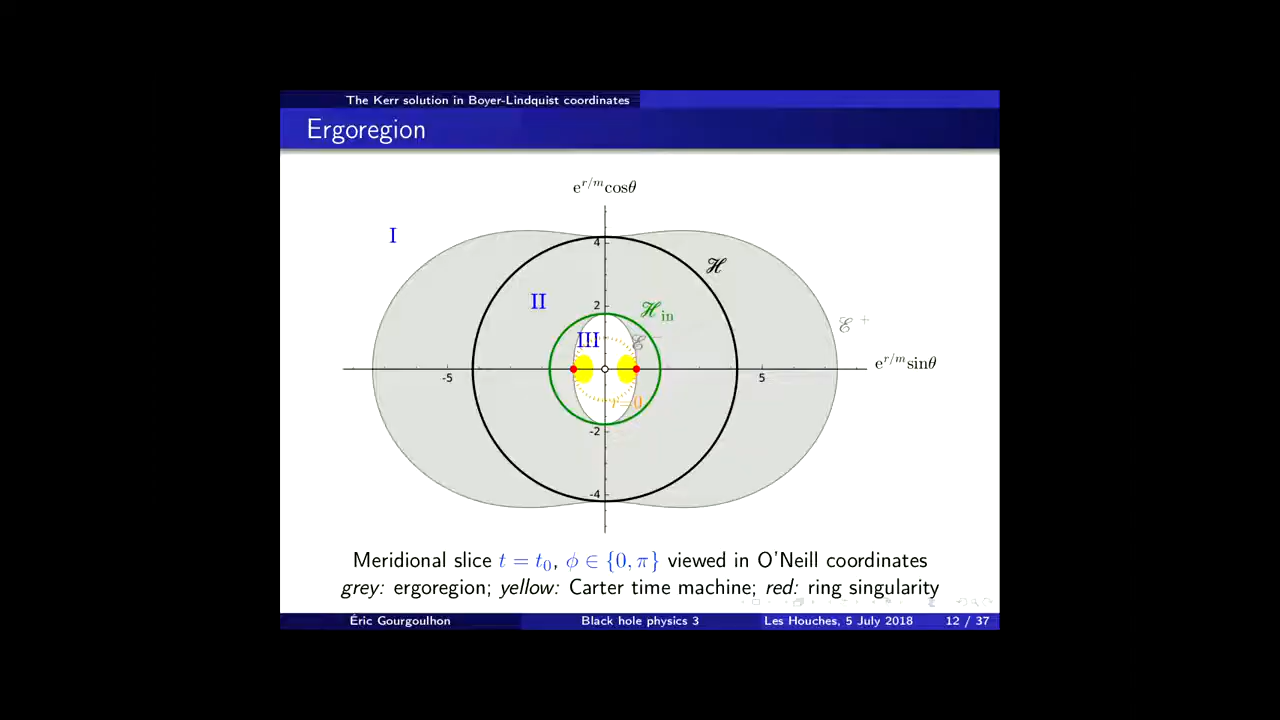 The Kerr solution in Boyer-Lindquist coordinates
Ergoregion
e^{r/m}cosθ
I
4
ℋ
II
2
ℋ_in
ℰ^+
III
ℰ^−
e^{r/m}sinθ
-5
5
r=0
-2
-4
Meridional slice t = t_0, ϕ ∈ {0, π} viewed in O'Neill coordinates
grey: ergoregion; yellow: Carter time machine; red: ring singularity
Éric Gourgoulhon
Black hole physics 3
Les Houches, 5 July 2018
12 / 37